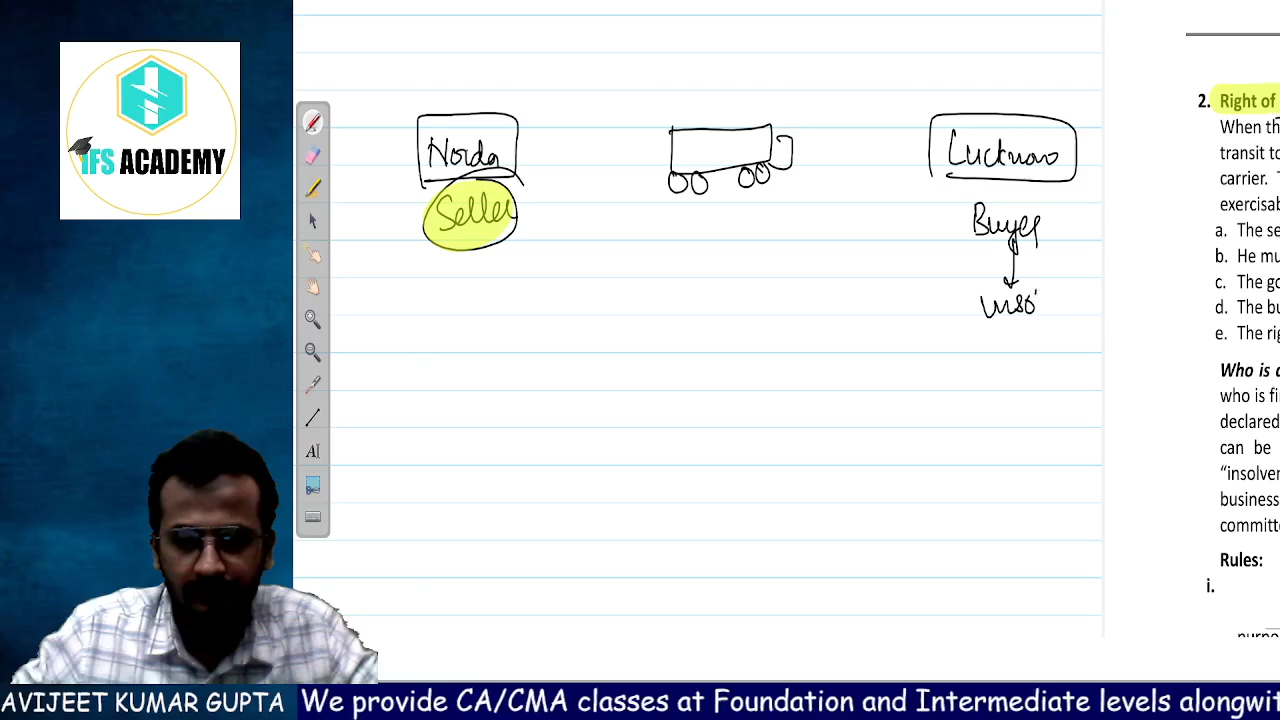 IFS ACADEMY
Noida
Seller
Lucknow
Buyer
inso
A
2. Right of
When th
transit to
carrier. T
exercisab
a. The se
b. He mu
c. The go
d. The bu
e. The rig
Who is a
who is fi
declared
can be
“insolven
business
committe
Rules:
i.
AVIJEET KUMAR GUPTA We provide CA/CMA classes at Foundation and Intermediate levels alongwit